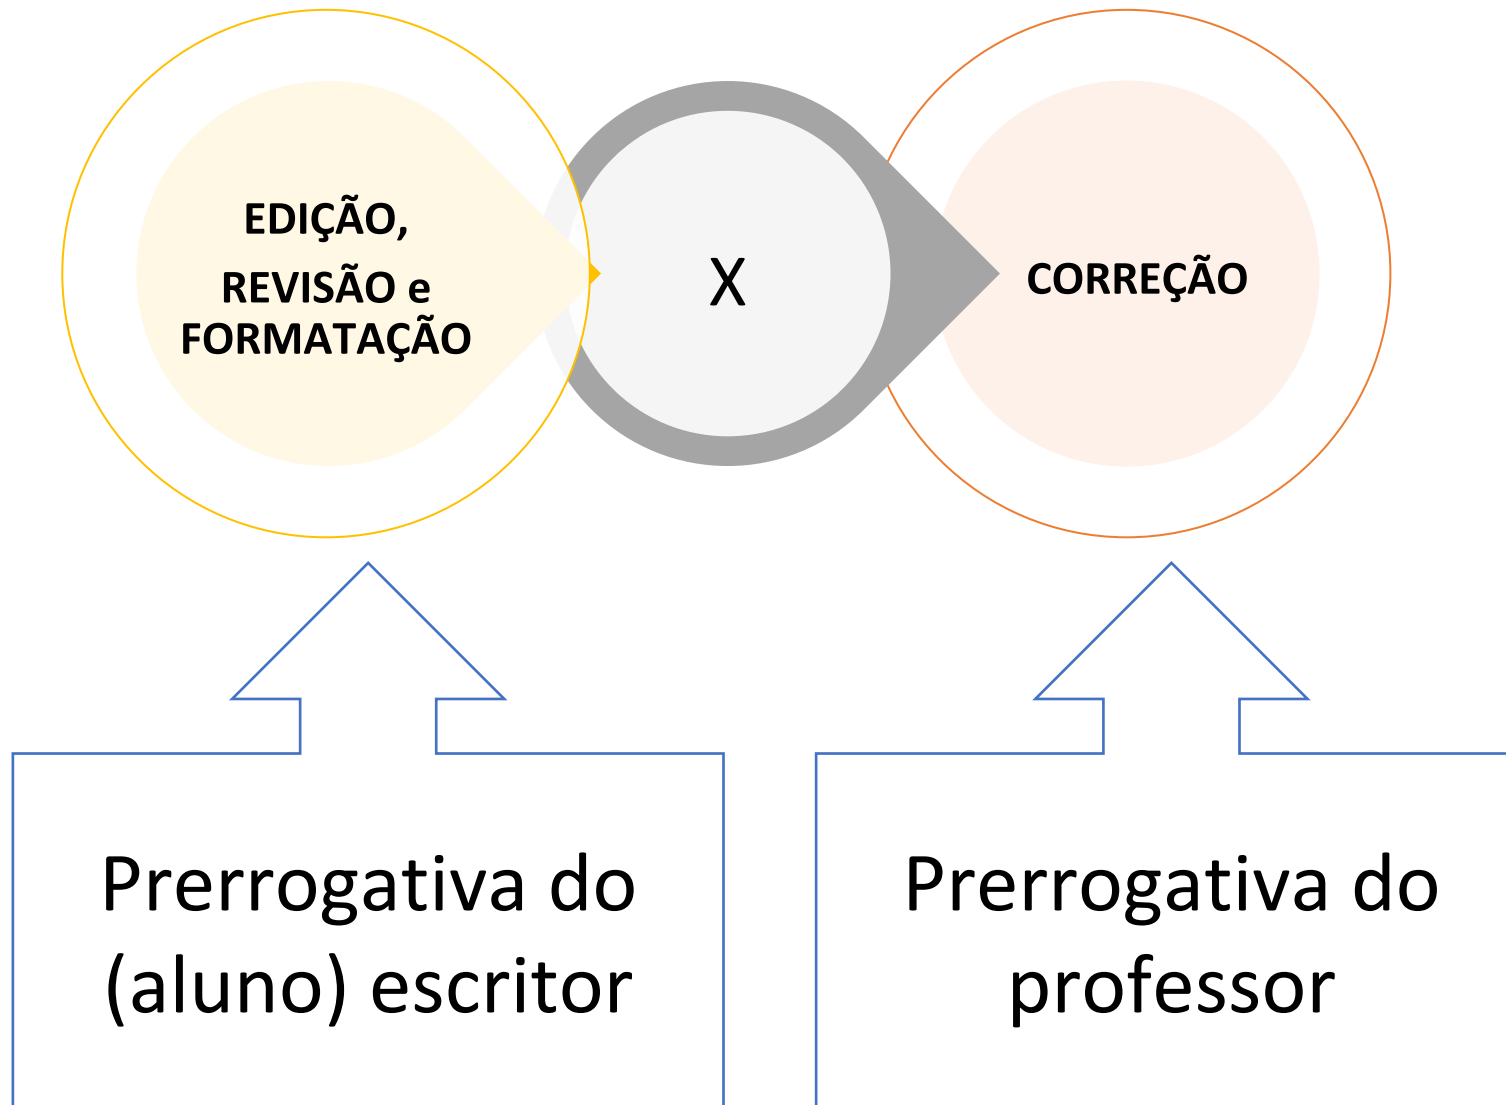 EDIÇÃO,
REVISÃO e
FORMATAÇÃO
X
CORREÇÃO
Prerrogativa do
(aluno) escritor
Prerrogativa do
professor